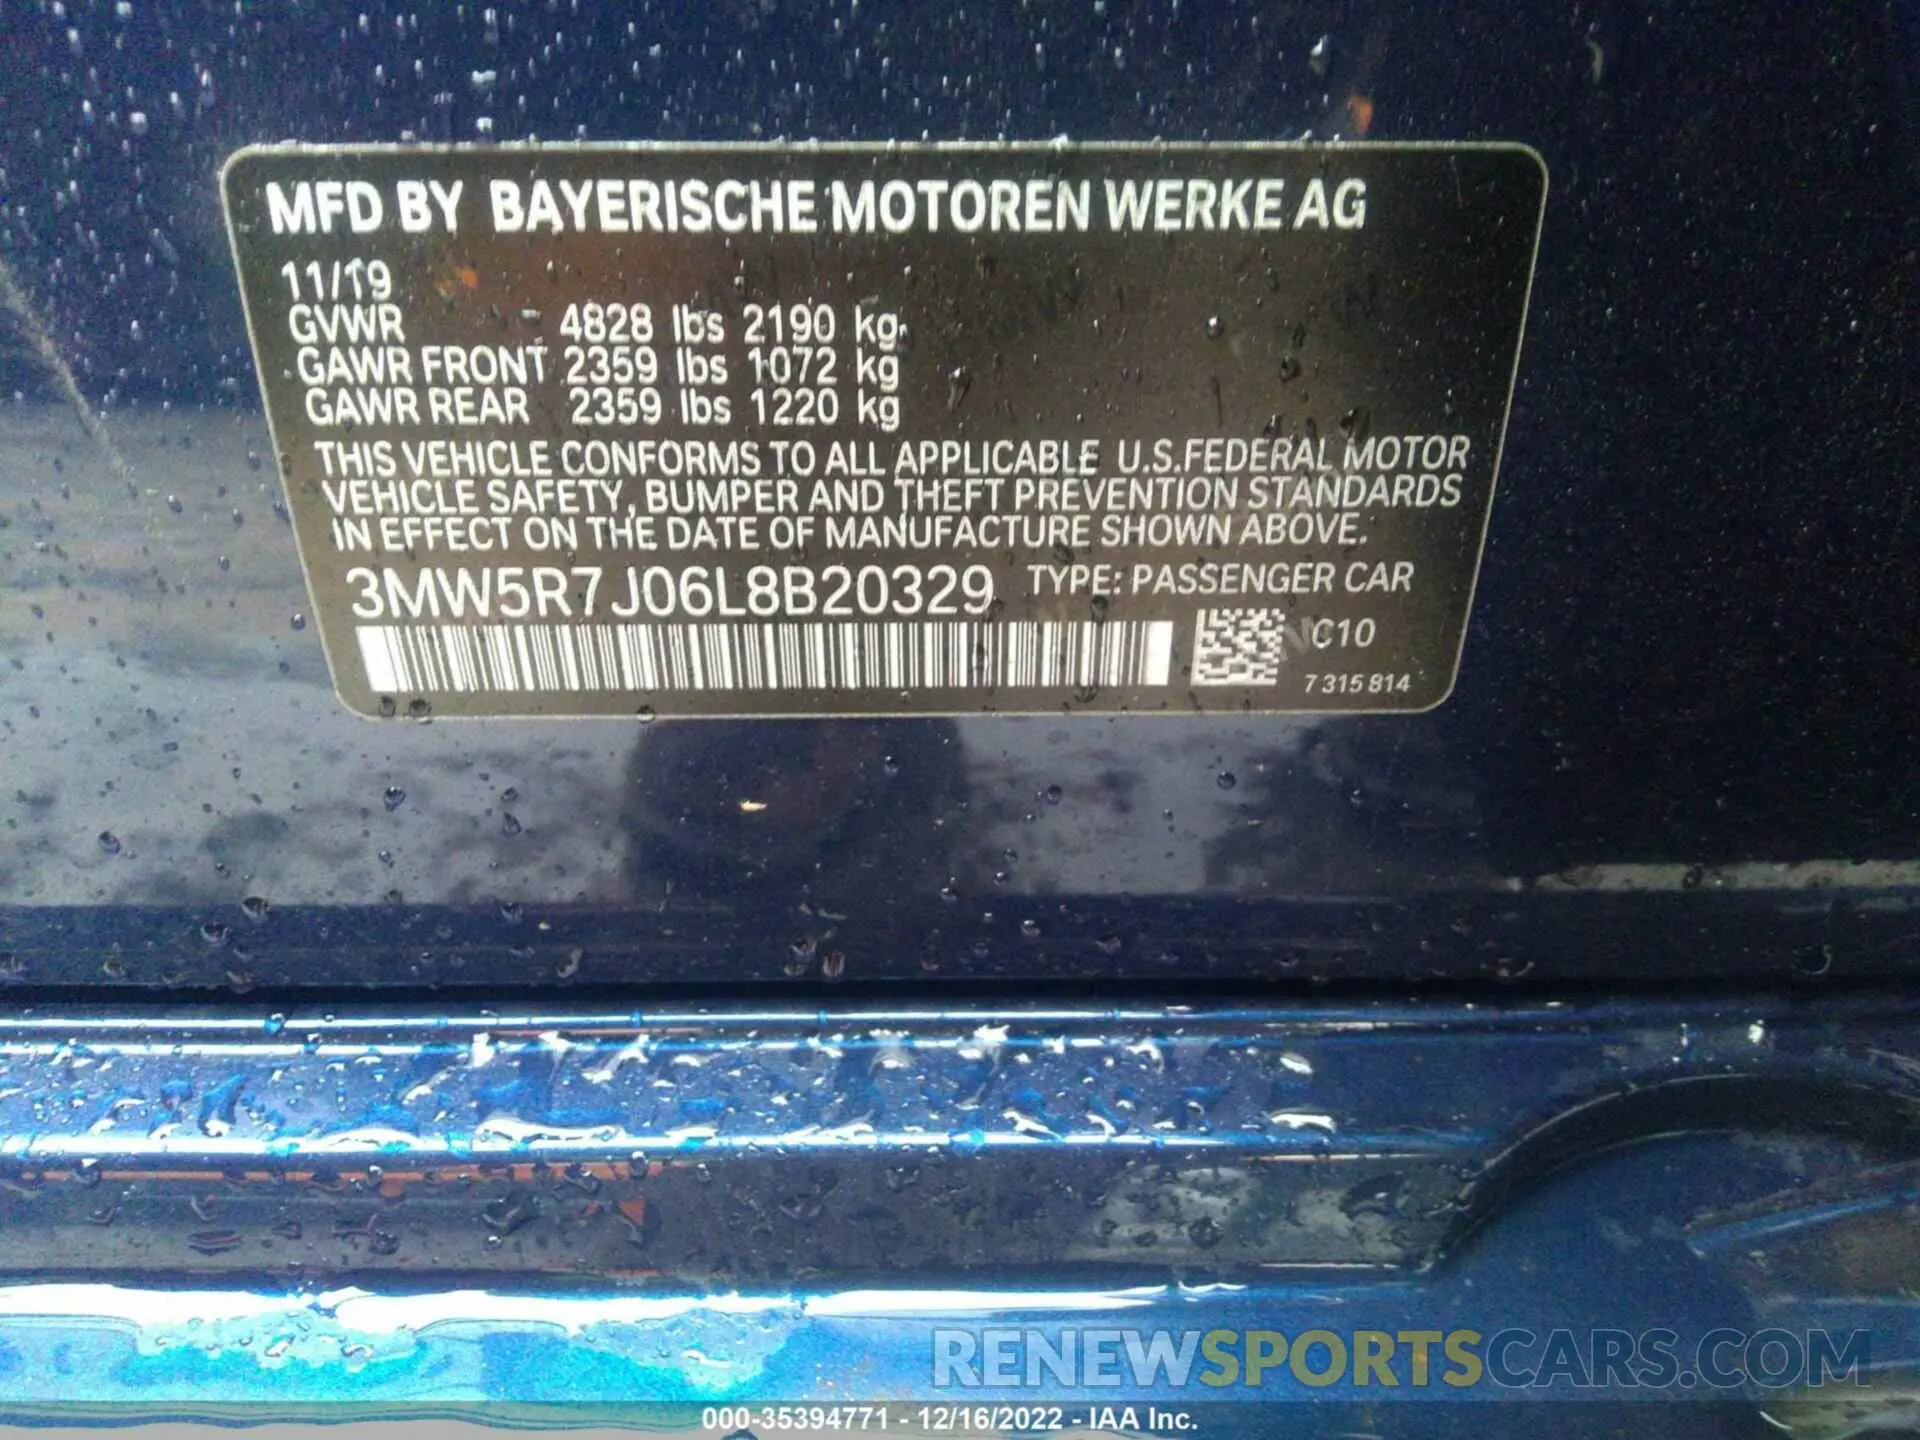 MFD BY BAYERISCHE MOTOREN WERKE AG
11/19
GVWR 4828 lbs 2190 kg
GAWR FRONT 2359 lbs 1072 kg
GAWR REAR 2359 lbs 1220 kg
THIS VEHICLE CONFORMS TO ALL APPLICABLE U.S.FEDERAL MOTOR
VEHICLE SAFETY, BUMPER AND THEFT PREVENTION STANDARDS
IN EFFECT ON THE DATE OF MANUFACTURE SHOWN ABOVE.
3MW5R7J06L8B20329 TYPE: PASSENGER CAR
C10
7 315 814
RENEWSPORTSCARS.COM
000-35394771 - 12/16/2022 - IAA Inc.